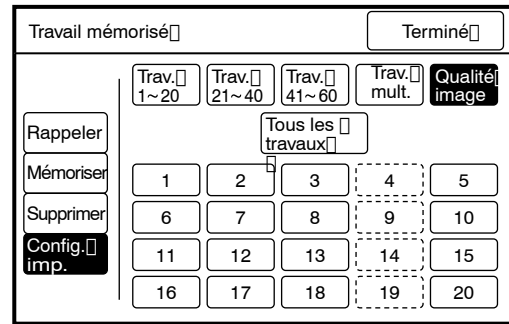 Travail mémorisé
Terminé
Trav.
1~20
Trav.
21~40
Trav.
41~60
Trav.
mult.
Qualité
image
Tous les
travaux
Rappeler
Mémoriser
Supprimer
Config.
imp.
1 2 3 4 5
6 7 8 9 10
11 12 13 14 15
16 17 18 19 20